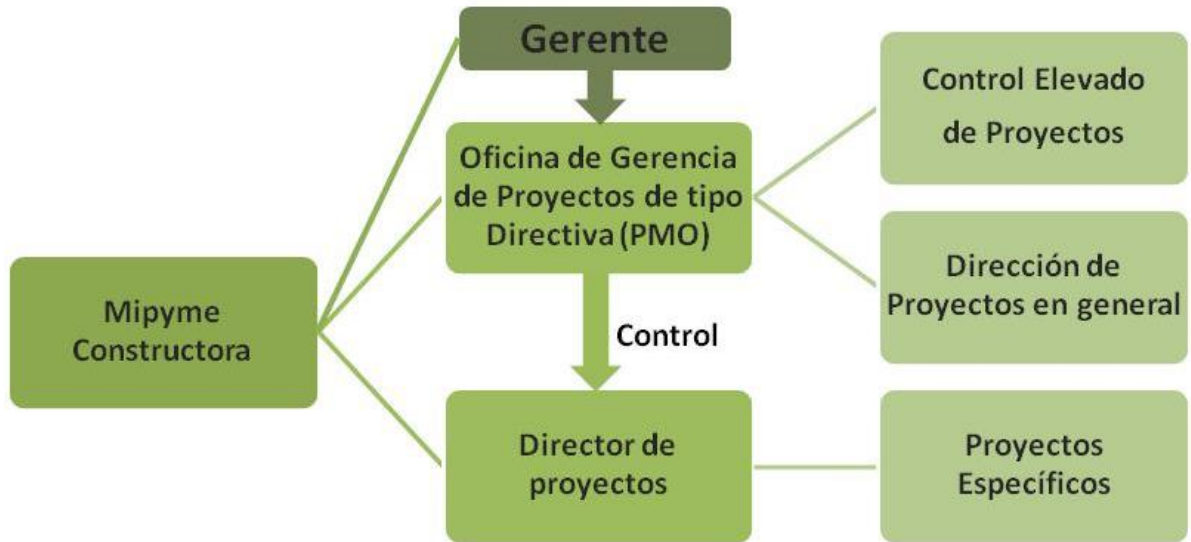 Gerente
Oficina de Gerencia
de Proyectos de tipo
Directiva (PMO)
Control Elevado
de Proyectos
Dirección de
Proyectos en general
Mipyme
Constructora
Control
Director de
proyectos
Proyectos
Específicos